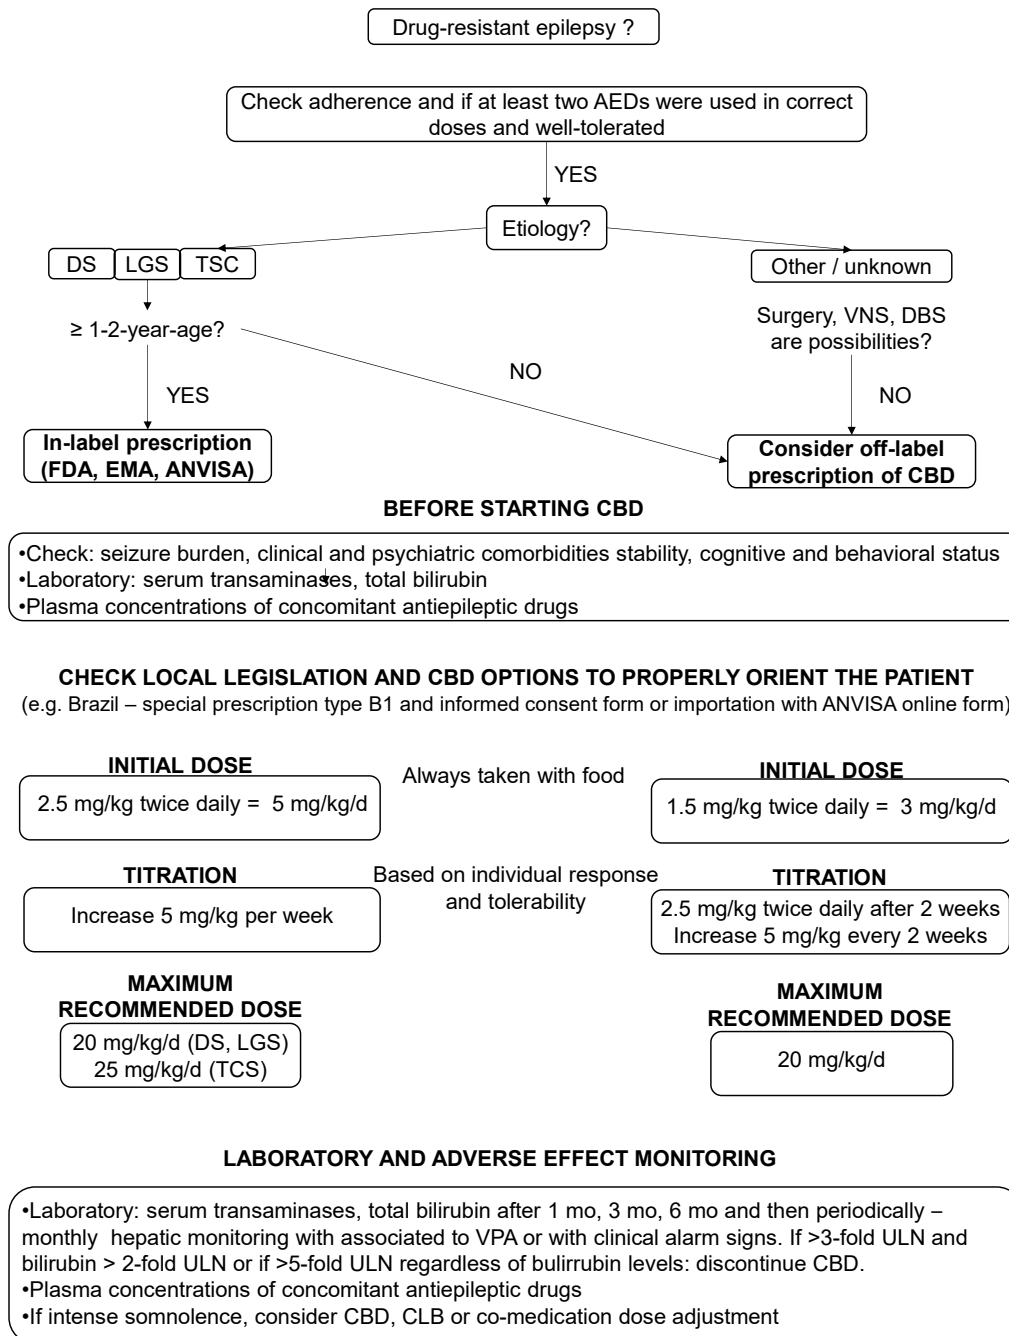 Drug-resistant epilepsy ?
Check adherence and if at least two AEDs were used in correct
doses and well-tolerated
YES
Etiology?
DS LGS TSC
Other / unknown
≥ 1-2-year-age?
Surgery, VNS, DBS
are possibilities?
NO
YES
NO
In-label prescription
(FDA, EMA, ANVISA)
Consider off-label
prescription of CBD
BEFORE STARTING CBD
•Check: seizure burden, clinical and psychiatric comorbidities stability, cognitive and behavioral status
•Laboratory: serum transaminases, total bilirubin
•Plasma concentrations of concomitant antiepileptic drugs
CHECK LOCAL LEGISLATION AND CBD OPTIONS TO PROPERLY ORIENT THE PATIENT
(e.g. Brazil – special prescription type B1 and informed consent form or importation with ANVISA online form)
INITIAL DOSE
2.5 mg/kg twice daily = 5 mg/kg/d
Always taken with food
INITIAL DOSE
1.5 mg/kg twice daily = 3 mg/kg/d
TITRATION
Increase 5 mg/kg per week
Based on individual response
and tolerability
TITRATION
2.5 mg/kg twice daily after 2 weeks
Increase 5 mg/kg every 2 weeks
MAXIMUM
RECOMMENDED DOSE
20 mg/kg/d (DS, LGS)
25 mg/kg/d (TCS)
MAXIMUM
RECOMMENDED DOSE
20 mg/kg/d
LABORATORY AND ADVERSE EFFECT MONITORING
•Laboratory: serum transaminases, total bilirubin after 1 mo, 3 mo, 6 mo and then periodically –
monthly hepatic monitoring with associated to VPA or with clinical alarm signs. If >3-fold ULN and
bilirubin > 2-fold ULN or if >5-fold ULN regardless of bulirrubin levels: discontinue CBD.
•Plasma concentrations of concomitant antiepileptic drugs
•If intense somnolence, consider CBD, CLB or co-medication dose adjustment